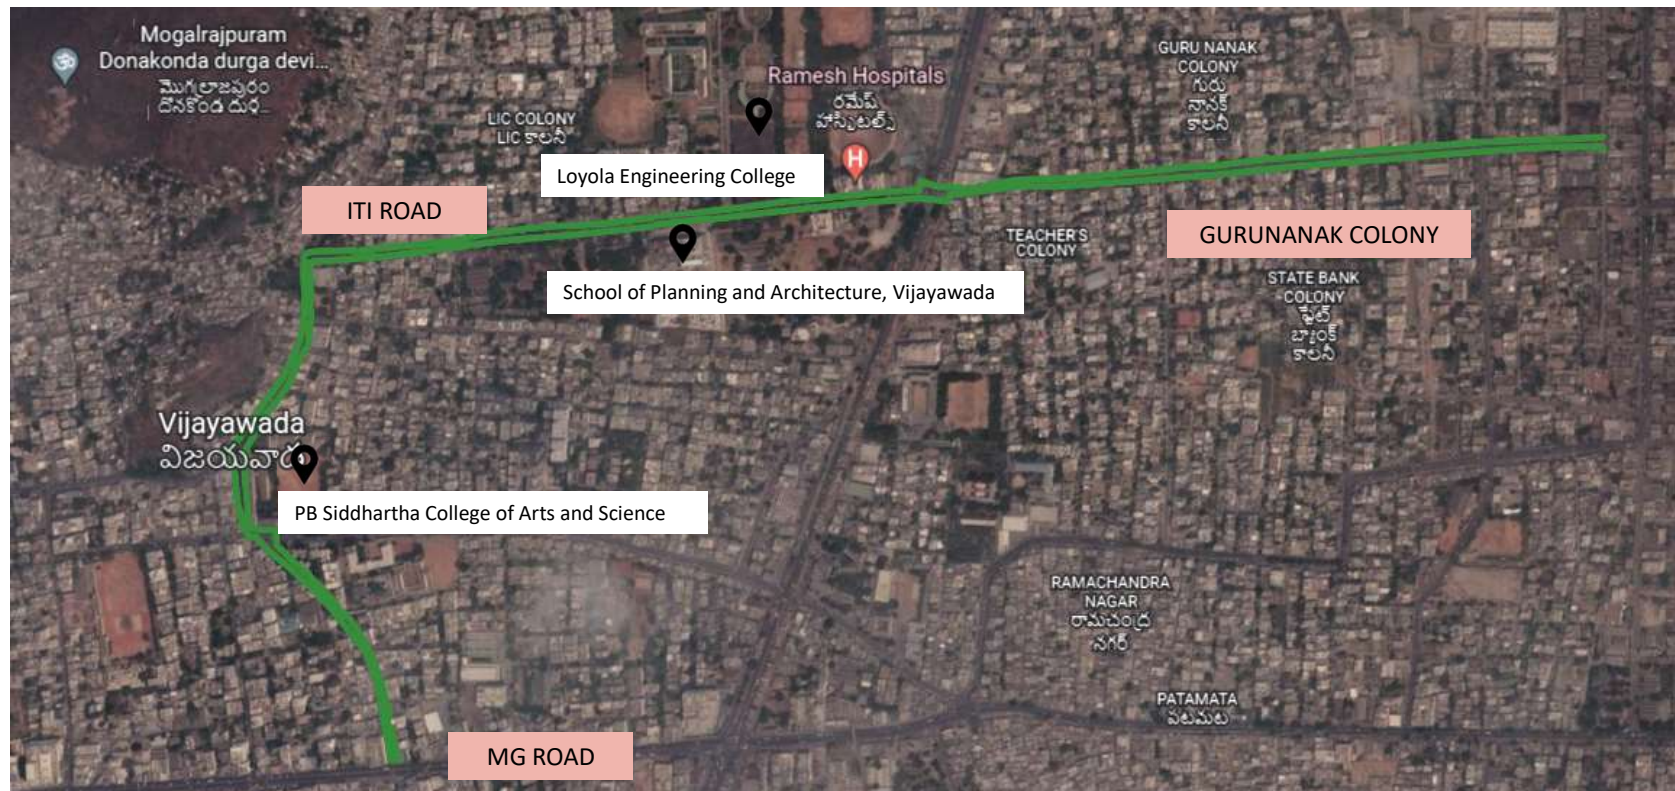 Mogalrajpuram
Donakonda durga devi...
మొగల్రాజపురం
దోనకొండ దుర్గ...
LIC COLONY
LIC కాలనీ
Ramesh Hospitals
రమేష్
హాస్పిటల్స్
H
GURU NANAK
COLONY
గురు
నానక్
కాలనీ
Loyola Engineering College
ITI ROAD
School of Planning and Architecture, Vijayawada
TEACHER'S
COLONY
GURUNANAK COLONY
STATE BANK
COLONY
స్టేట్
బ్యాంక్
కాలనీ
Vijayawada
విజయవాడ
PB Siddhartha College of Arts and Science
RAMACHANDRA
NAGAR
రామచంద్ర
నగర్
PATAMATA
పటమట
MG ROAD